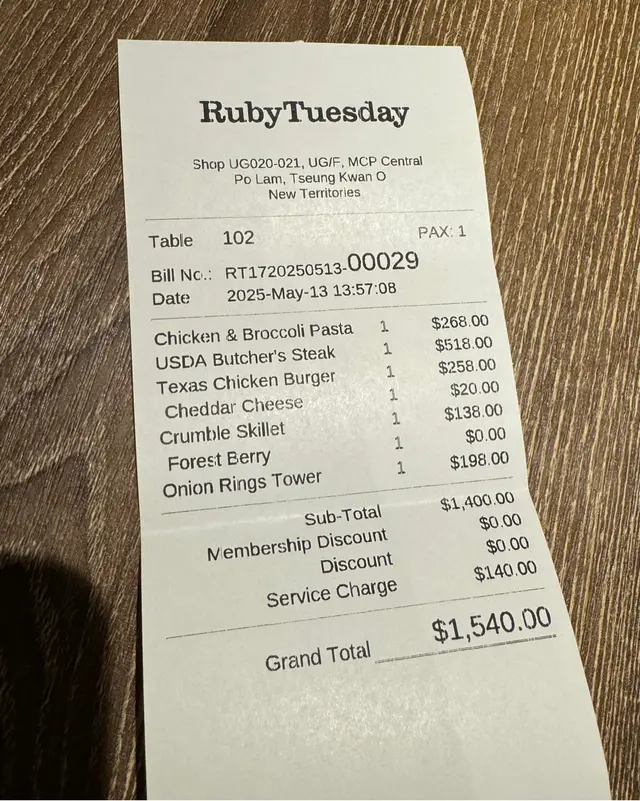 RubyTuesday
Shop UG020-021, UG/F, MCP Central
Po Lam, Tseung Kwan O
New Territories
Table 102 PAX: 1
Bill No.: RT1720250513-00029
Date 2025-May-13 13:57:08
Chicken & Broccoli Pasta 1 $268.00
USDA Butcher's Steak 1 $518.00
Texas Chicken Burger 1 $258.00
Cheddar Cheese 1 $20.00
Crumble Skillet 1 $138.00
Forest Berry 1 $0.00
Onion Rings Tower 1 $198.00
Sub-Total $1,400.00
Membership Discount $0.00
Discount $0.00
Service Charge $140.00
Grand Total $1,540.00